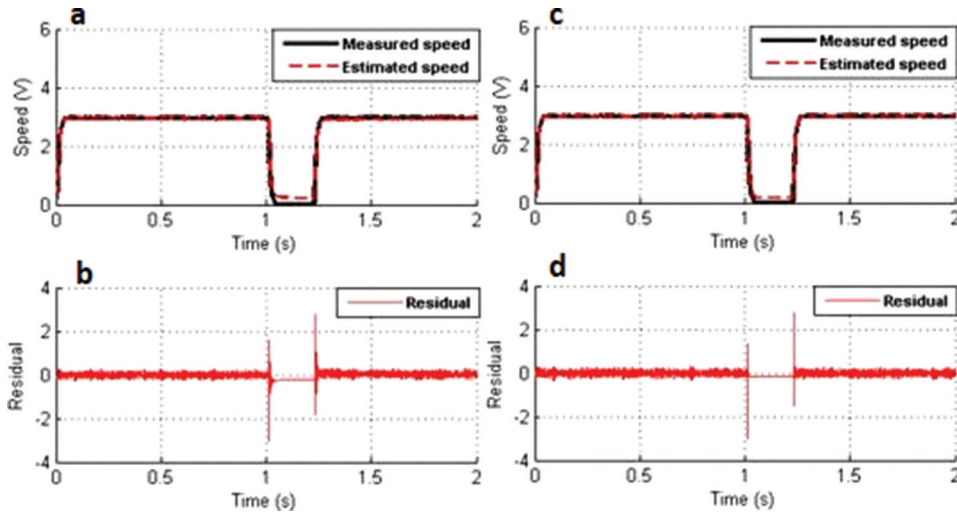 a
6
4
2
0
Speed (V)
Measured speed
Estimated speed
0 0.5 1 1.5 2
Time (s)
c
6
4
2
0
Speed (V)
Measured speed
Estimated speed
0 0.5 1 1.5 2
Time (s)
b
4
2
0
-2
-4
Residual
Residual
0 0.5 1 1.5 2
Time (s)
d
4
2
0
-2
-4
Residual
Residual
0 0.5 1 1.5 2
Time (s)